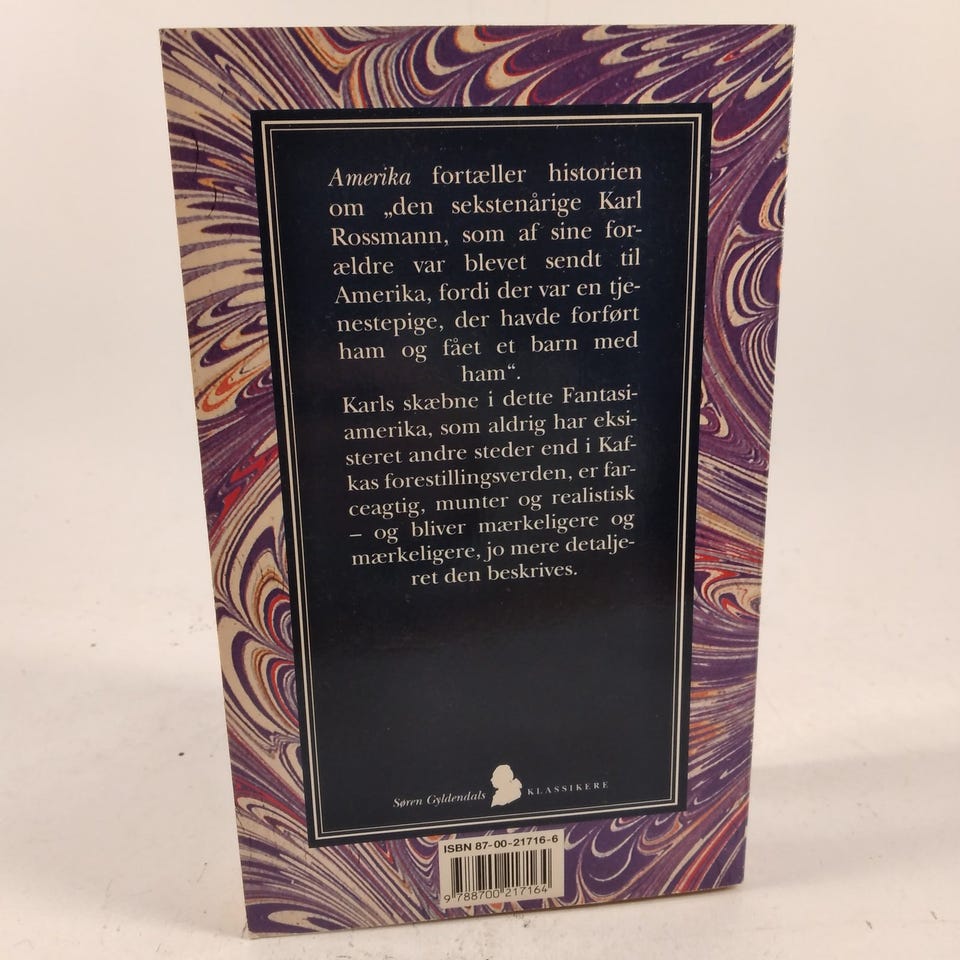 Amerika fortæller historien
om „den sekstenårige Karl
Rossmann, som af sine for-
ældre var blevet sendt til
Amerika, fordi der var en tje-
nestepige, der havde forført
ham og fået et barn med
ham“.
Karls skæbne i dette Fantasi-
amerika, som aldrig har eksi-
steret andre steder end i Kaf-
kas forestillingsverden, er far-
ceagtig, munter og realistisk
– og bliver mærkeligere og
mærkeligere, jo mere detalje-
ret den beskrives.
Søren Gyldendals KLASSIKERE
ISBN 87-00-21716-6
9 788700 217164